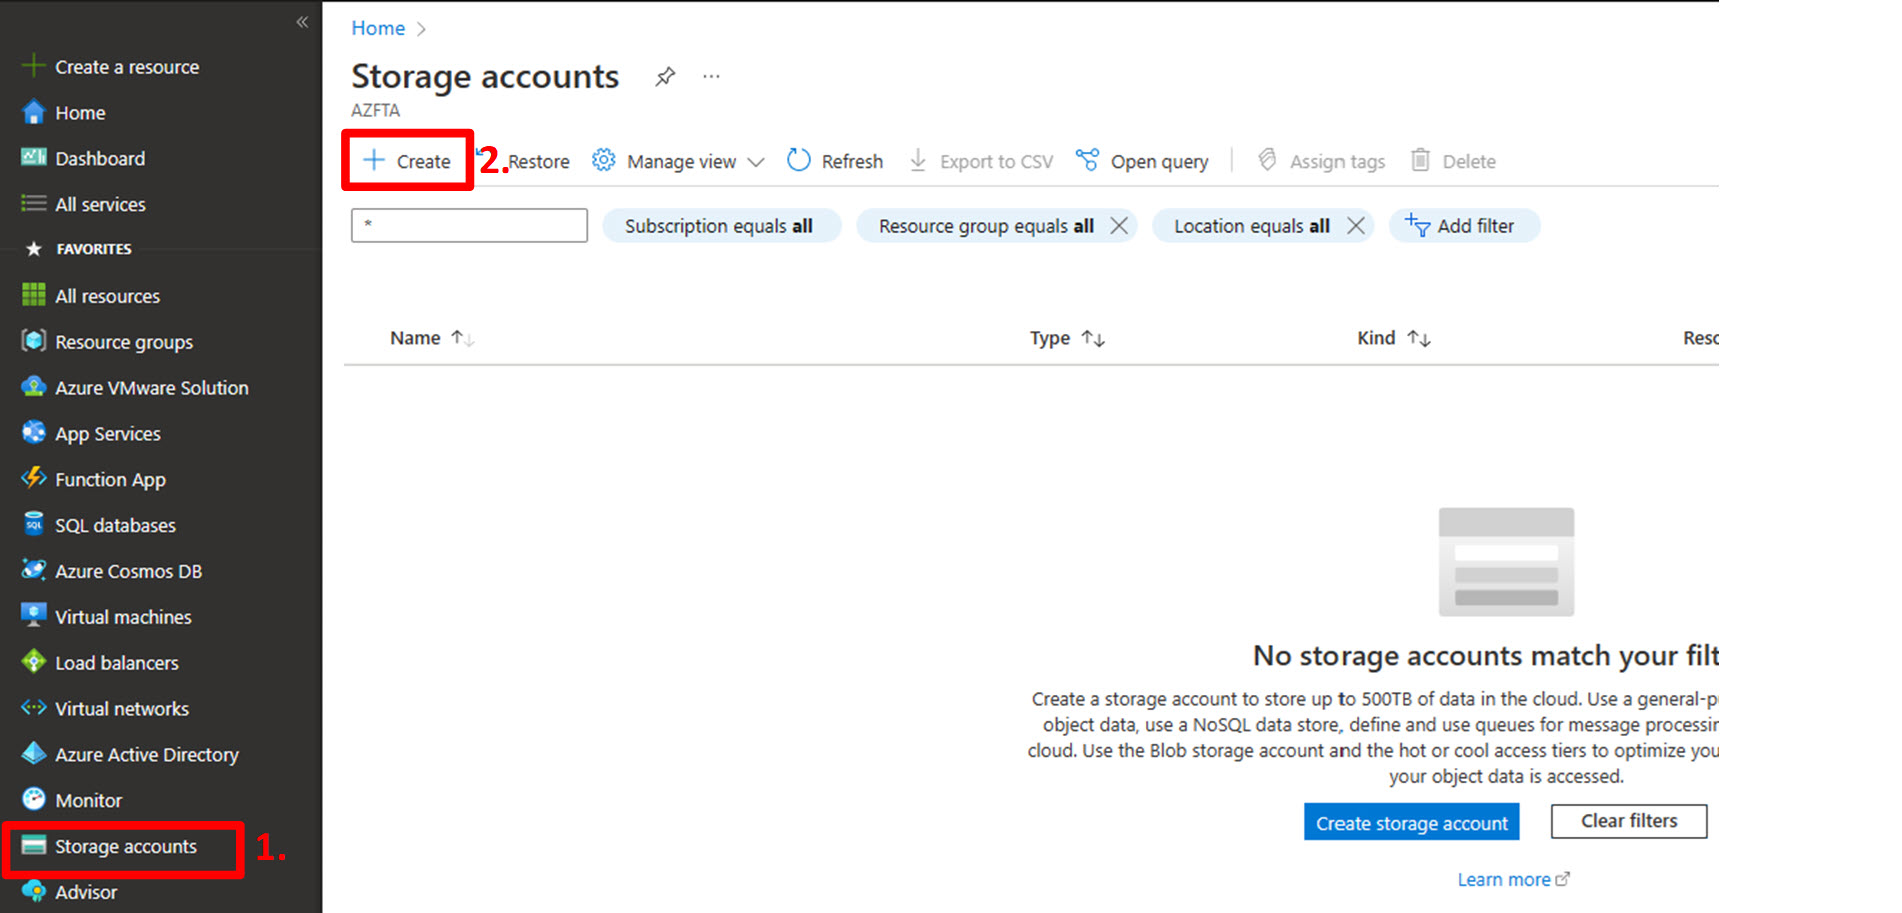 «
Create a resource
Home
Dashboard
All services
FAVORITES
All resources
Resource groups
Azure VMware Solution
App Services
Function App
SQL databases
Azure Cosmos DB
Virtual machines
Load balancers
Virtual networks
Azure Active Directory
Monitor
Storage accounts 1.
Advisor
Home >
Storage accounts ...
AZFTA
+ Create 2. Restore Manage view Refresh Export to CSV Open query Assign tags Delete
* Subscription equals all Resource group equals all Location equals all Add filter
Name ↑↓ Type ↑↓ Kind ↑↓ Reso
No storage accounts match your filt
Create a storage account to store up to 500TB of data in the cloud. Use a general-p
object data, use a NoSQL data store, define and use queues for message processin
cloud. Use the Blob storage account and the hot or cool access tiers to optimize you
your object data is accessed.
Create storage account Clear filters
Learn more